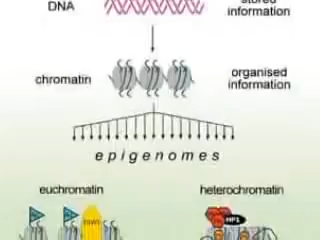 DNA
stored
information
chromatin
organised
information
epigenomes
euchromatin
heterochromatin
HP1